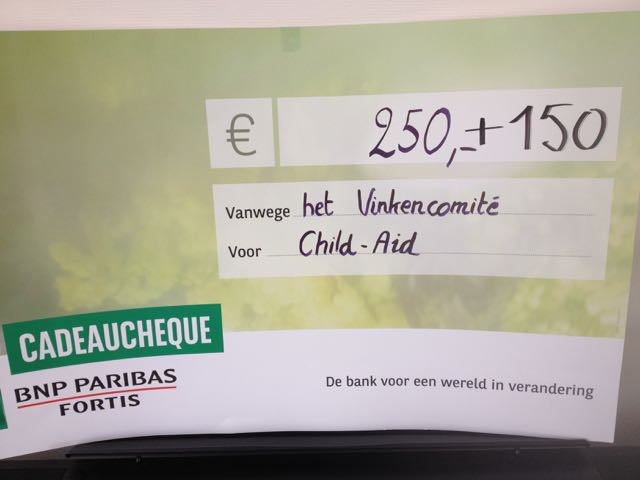 € 250,-+150
Vanwege het Vinkencomité
Voor Child-Aid
CADEAUCHEQUE
BNP PARIBAS
FORTIS
De bank voor een wereld in verandering